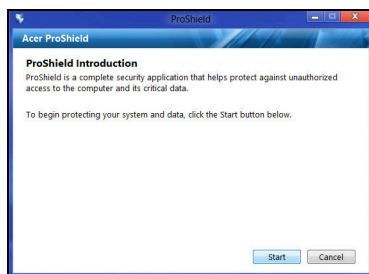 ProShield
Acer ProShield
ProShield Introduction
ProShield is a complete security application that helps protect against unauthorized
access to the computer and its critical data.
To begin protecting your system and data, click the Start button below.
Start Cancel